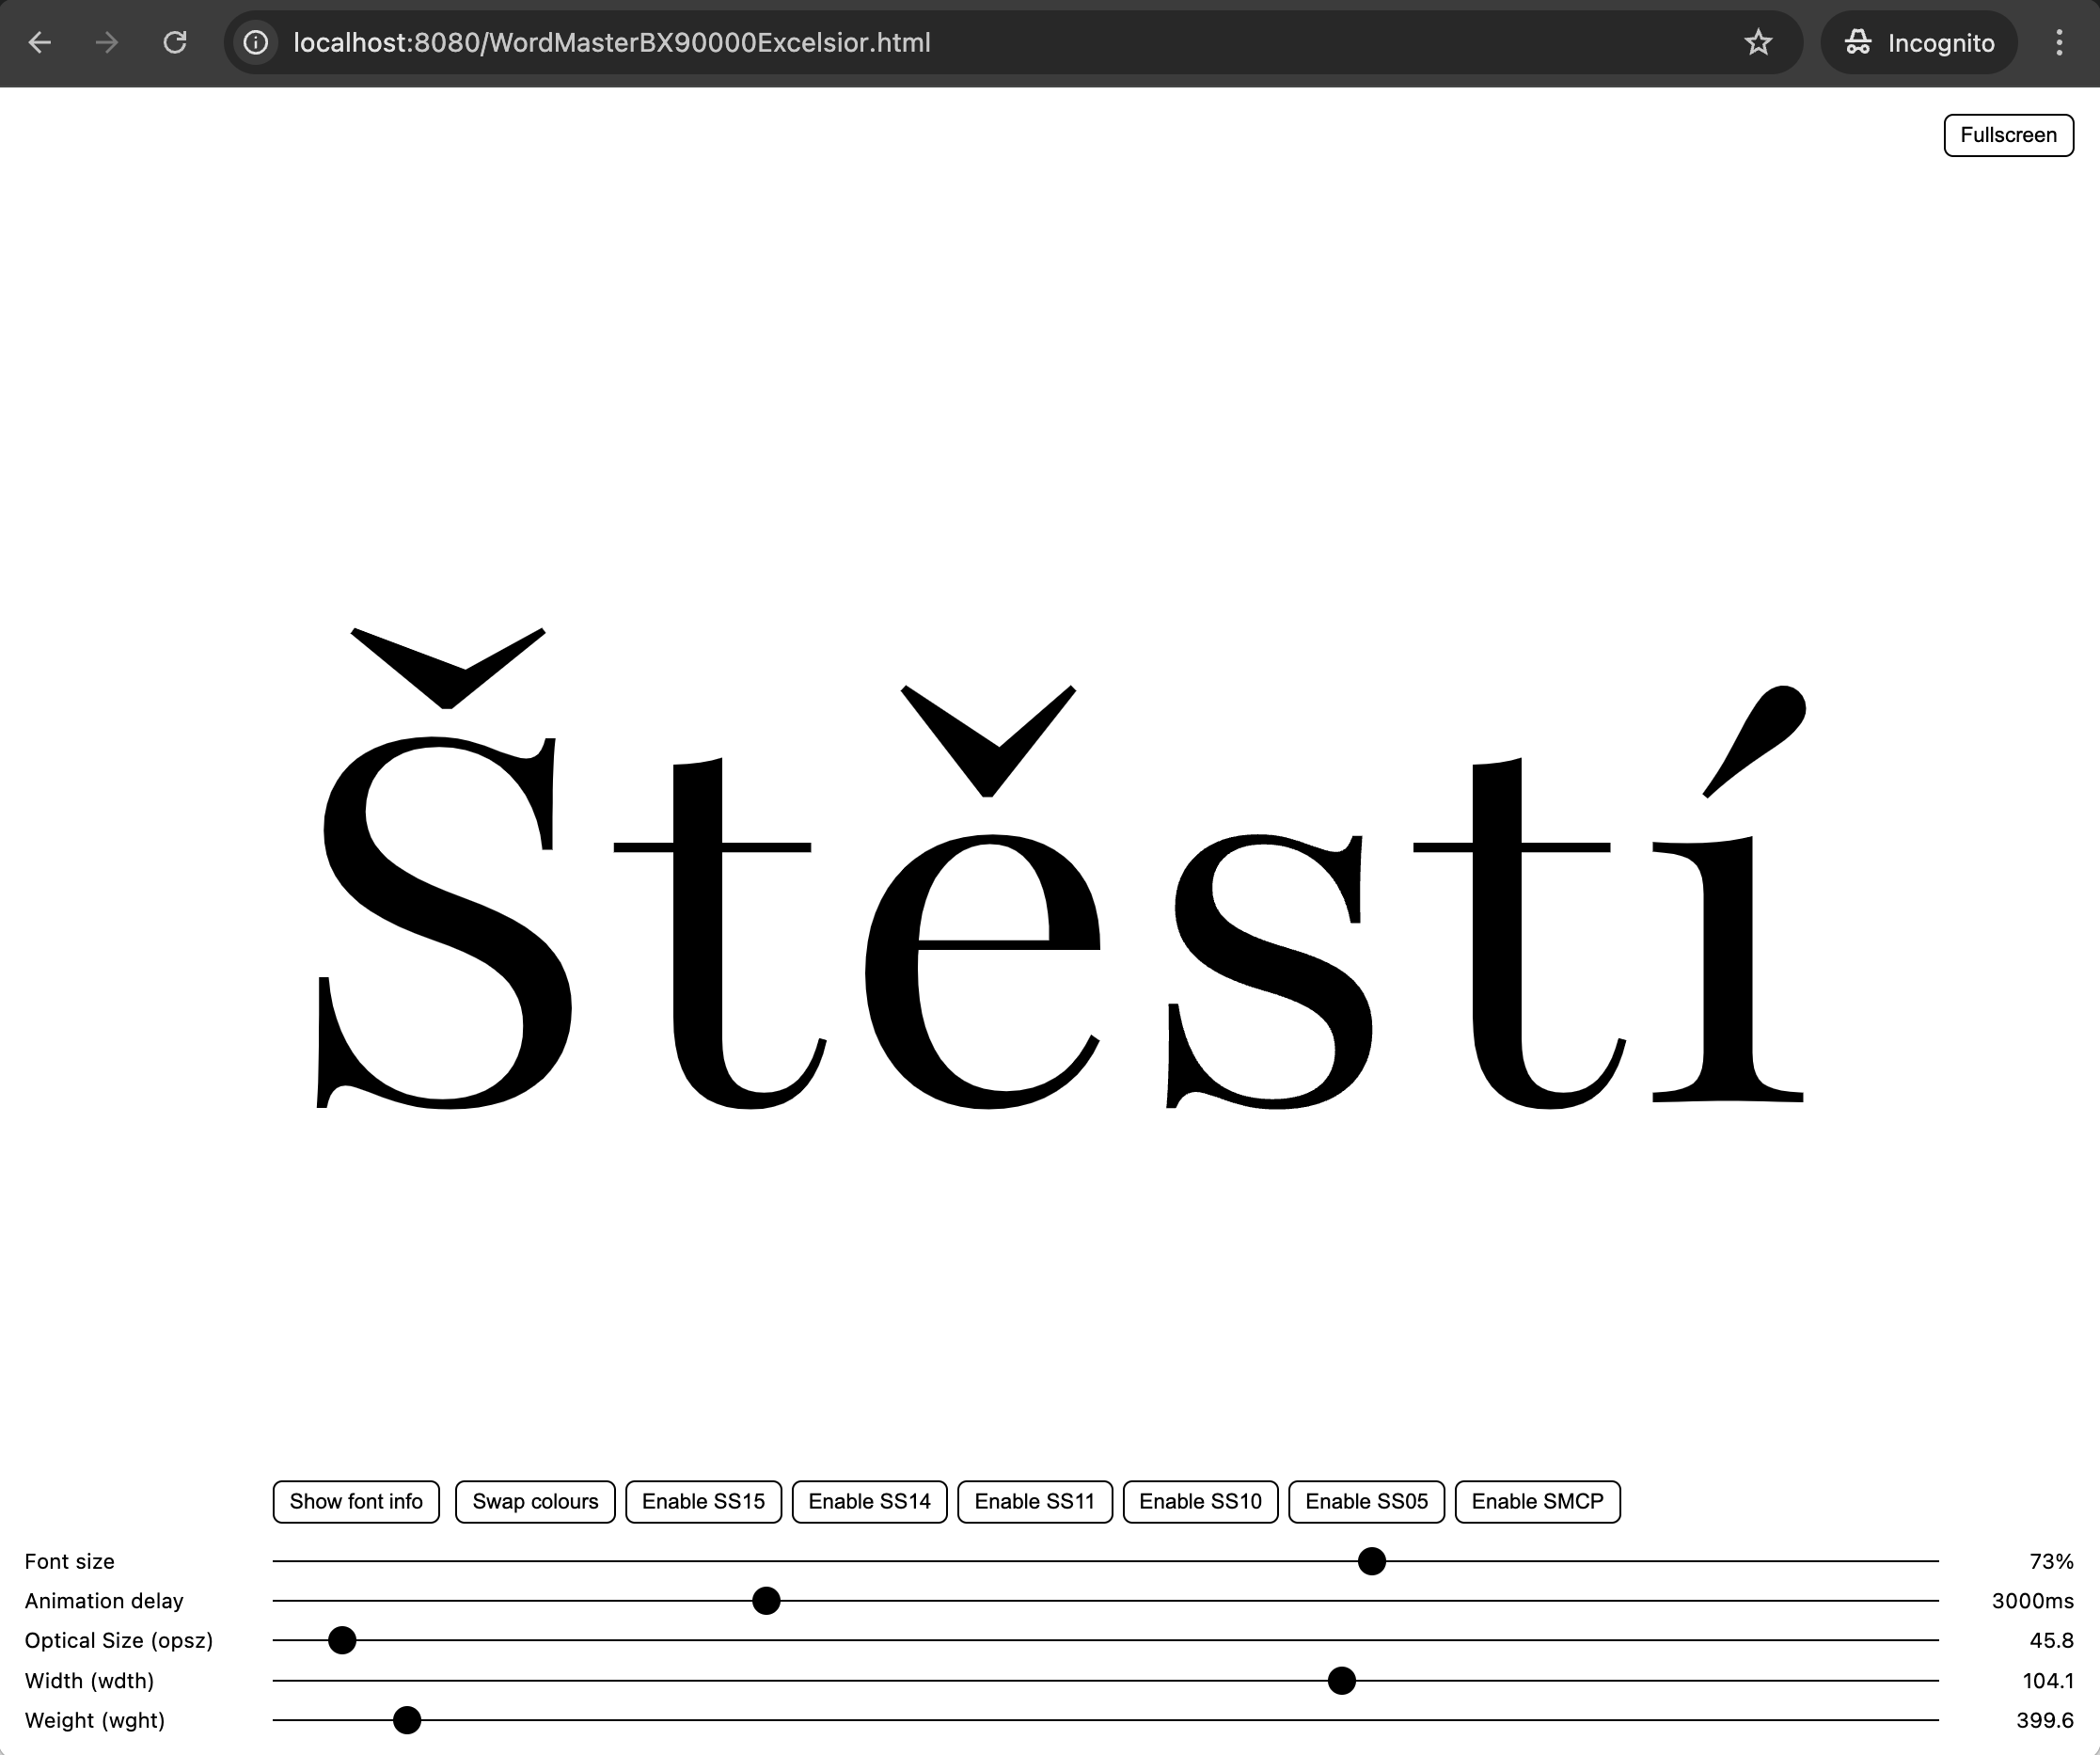 localhost:8080/WordMasterBX90000Excelsior.html
Incognito
Fullscreen
Štěstí
Show font info Swap colours Enable SS15 Enable SS14 Enable SS11 Enable SS10 Enable SS05 Enable SMCP
Font size 73%
Animation delay 3000ms
Optical Size (opsz) 45.8
Width (wdth) 104.1
Weight (wght) 399.6